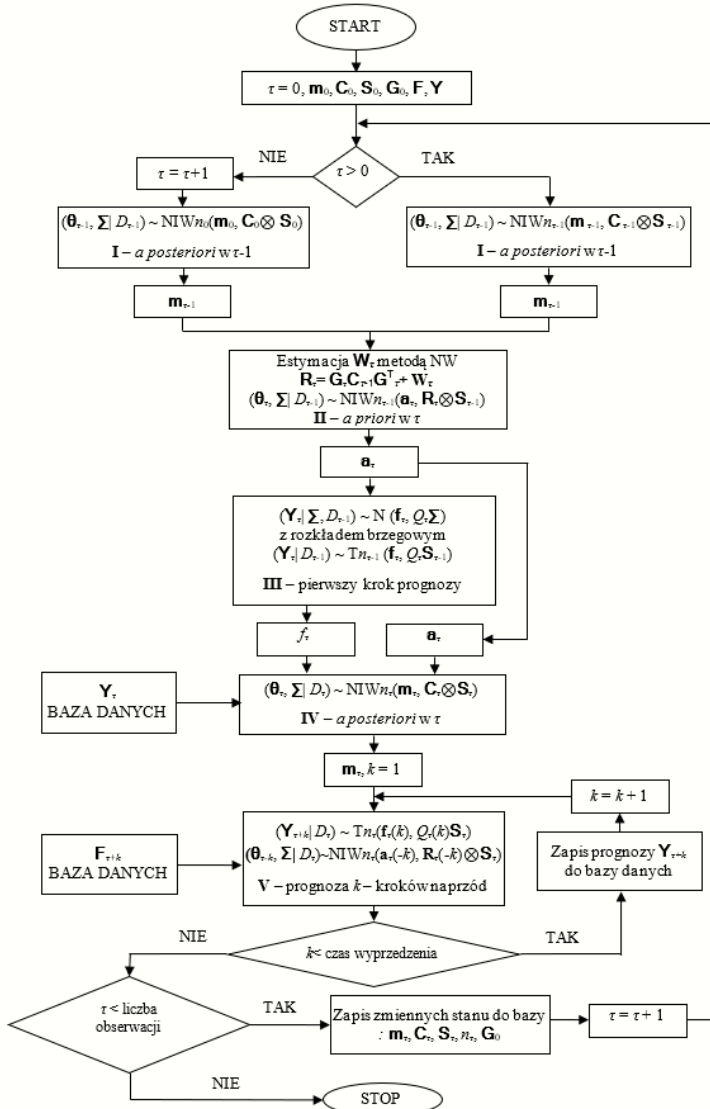 START
τ = 0, m₀, C₀, S₀, G₀, F, Y
NIE
τ > 0
TAK
τ = τ+1
(θτ-1, Σ| Dτ-1) ~ NIWn₀(m₀, C₀⊗ S₀)
I – a posteriori w τ-1
(θτ-1, Σ| Dτ-1) ~ NIWnτ-1(mτ-1, Cτ-1⊗Sτ-1)
I – a posteriori w τ-1
mτ-1
mτ-1
Estymacja Wτ metodą NW
Rτ= GτCτ-1Gᵀτ+ Wτ
(θτ, Σ| Dτ-1) ~ NIWnτ-1(aτ, Rτ⊗Sτ-1)
II – a priori w τ
aτ
(Yτ| Σ, Dτ-1) ~ N (fτ, QτΣ)
z rozkładem brzegowym
(Yτ| Dτ-1) ~ Tnτ-1 (fτ, QτSτ-1)
III – pierwszy krok prognozy
fτ
aτ
Yτ
BAZA DANYCH
(θτ, Σ| Dτ) ~ NIWnτ(mτ, Cτ⊗Sτ)
IV – a posteriori w τ
mτ, k = 1
k = k + 1
Fτ+k
BAZA DANYCH
(Yτ+k| Dτ) ~ Tnτ(fτ(k), Qτ(k)Sτ)
(θτ-k, Σ| Dτ)~NIWnτ(aτ(-k), Rτ(-k)⊗Sτ)
V – prognoza k – kroków naprzód
Zapis prognozy Yτ+k
do bazy danych
NIE
k< czas wyprzedzenia
TAK
τ < liczba
obserwacji
TAK
Zapis zmiennych stanu do bazy
: mτ, Cτ, Sτ, nτ, G₀
τ = τ + 1
NIE
STOP